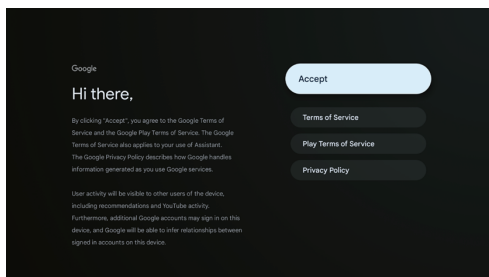 Google
Hi there,
By clicking "Accept", you agree to the Google Terms of
Service and the Google Play Terms of Service. The Google
Terms of Service also applies to your use of Assistant.
The Google Privacy Policy describes how Google handles
information generated as you use Google services.
User activity will be visible to other users of the device,
including recommendations and YouTube activity.
Furthermore, additional Google accounts may sign in on this
device, and Google will be able to infer relationships between
signed in accounts on this device.
Accept
Terms of Service
Play Terms of Service
Privacy Policy